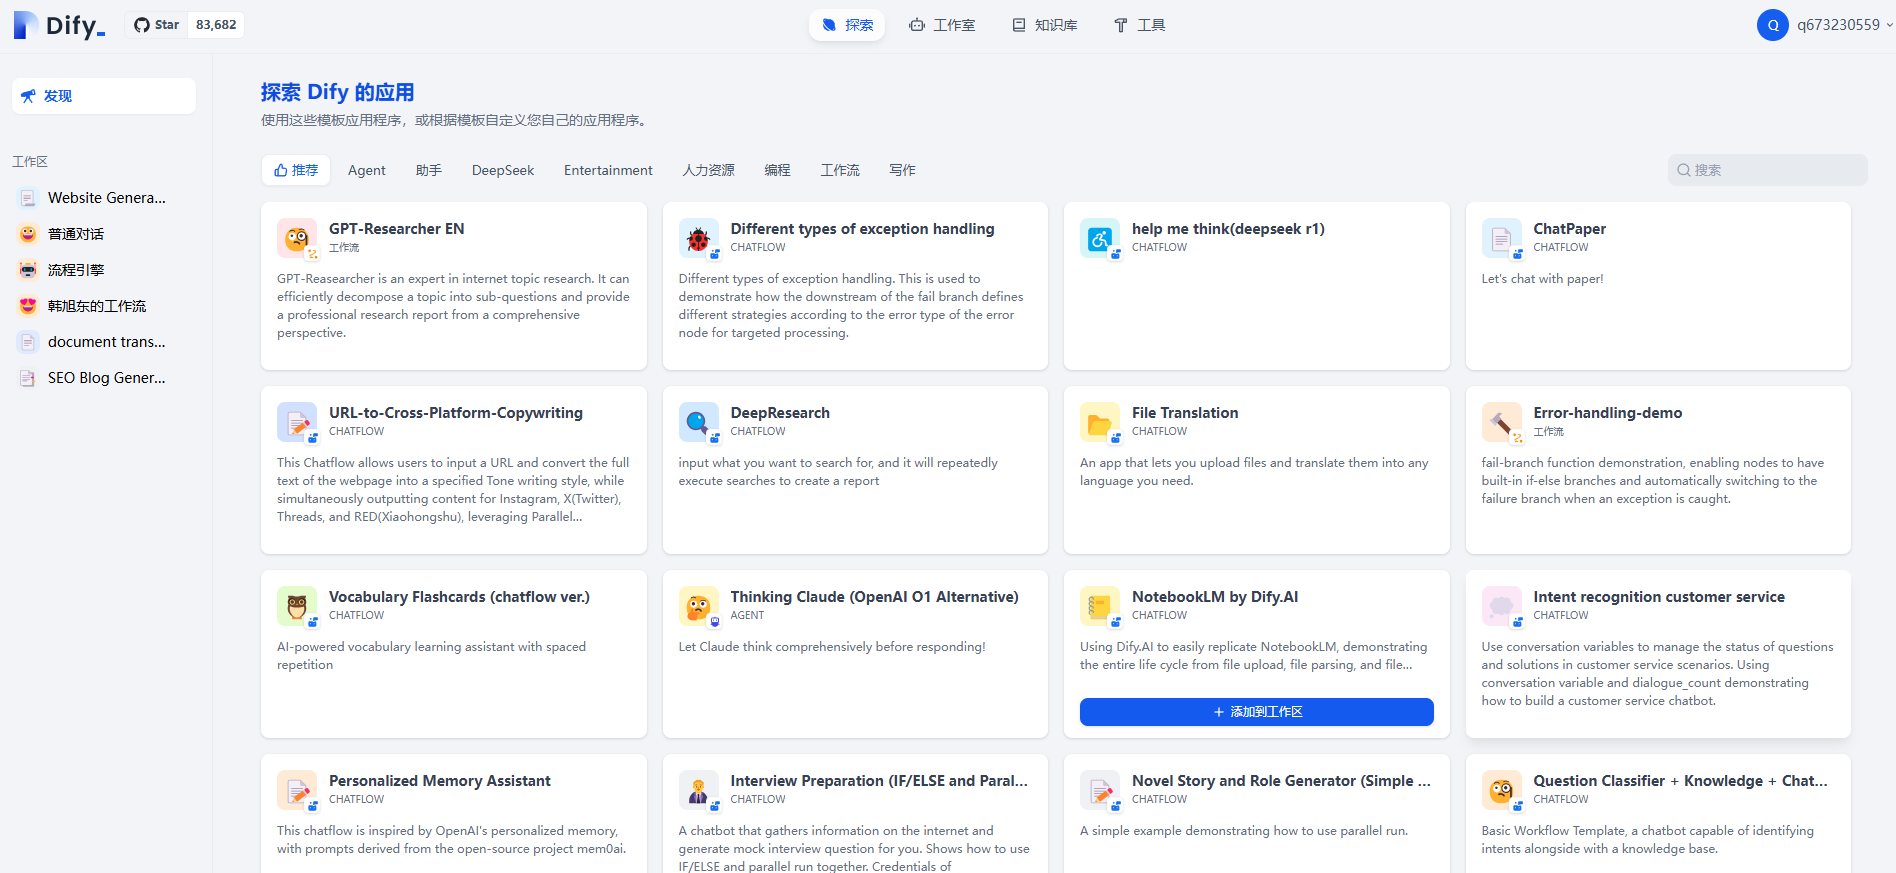 Dify_
Star 83,682
探索
工作室
知识库
工具
Q q673230559
发现
工作区
Website Genera...
普通对话
流程引擎
韩旭东的工作流
document trans...
SEO Blog Gener...
探索 Dify 的应用
使用这些模板应用程序，或根据模板自定义您自己的应用程序。
推荐 Agent 助手 DeepSeek Entertainment 人力资源 编程 工作流 写作
搜索
GPT-Researcher EN
工作流
GPT-Reasearcher is an expert in internet topic research. It can
efficiently decompose a topic into sub-questions and provide
a professional research report from a comprehensive
perspective.
Different types of exception handling
CHATFLOW
Different types of exception handling. This is used to
demonstrate how the downstream of the fail branch defines
different strategies according to the error type of the error
node for targeted processing.
help me think(deepseek r1)
CHATFLOW
ChatPaper
CHATFLOW
Let's chat with paper!
URL-to-Cross-Platform-Copywriting
CHATFLOW
This Chatflow allows users to input a URL and convert the full
text of the webpage into a specified Tone writing style, while
simultaneously outputting content for Instagram, X(Twitter),
Threads, and RED(Xiaohongshu), leveraging Parallel...
DeepResearch
CHATFLOW
input what you want to search for, and it will repeatedly
execute searches to create a report
File Translation
CHATFLOW
An app that lets you upload files and translate them into any
language you need.
Error-handling-demo
工作流
fail-branch function demonstration, enabling nodes to have
built-in if-else branches and automatically switching to the
failure branch when an exception is caught.
Vocabulary Flashcards (chatflow ver.)
CHATFLOW
AI-powered vocabulary learning assistant with spaced
repetition
Thinking Claude (OpenAI O1 Alternative)
AGENT
Let Claude think comprehensively before responding!
NotebookLM by Dify.AI
CHATFLOW
Using Dify.AI to easily replicate NotebookLM, demonstrating
the entire life cycle from file upload, file parsing, and file...
+ 添加到工作区
Intent recognition customer service
CHATFLOW
Use conversation variables to manage the status of questions
and solutions in customer service scenarios. Using
conversation variable and dialogue_count demonstrating
how to build a customer service chatbot.
Personalized Memory Assistant
CHATFLOW
This chatflow is inspired by OpenAI's personalized memory,
with prompts derived from the open-source project mem0ai.
Interview Preparation (IF/ELSE and Paral...
CHATFLOW
A chatbot that gathers information on the internet and
generate mock interview question for you. Shows how to use
IF/ELSE and parallel run together. Credentials of
Novel Story and Role Generator (Simple ...
CHATFLOW
A simple example demonstrating how to use parallel run.
Question Classifier + Knowledge + Chat...
CHATFLOW
Basic Workflow Template, a chatbot capable of identifying
intents alongside with a knowledge base.